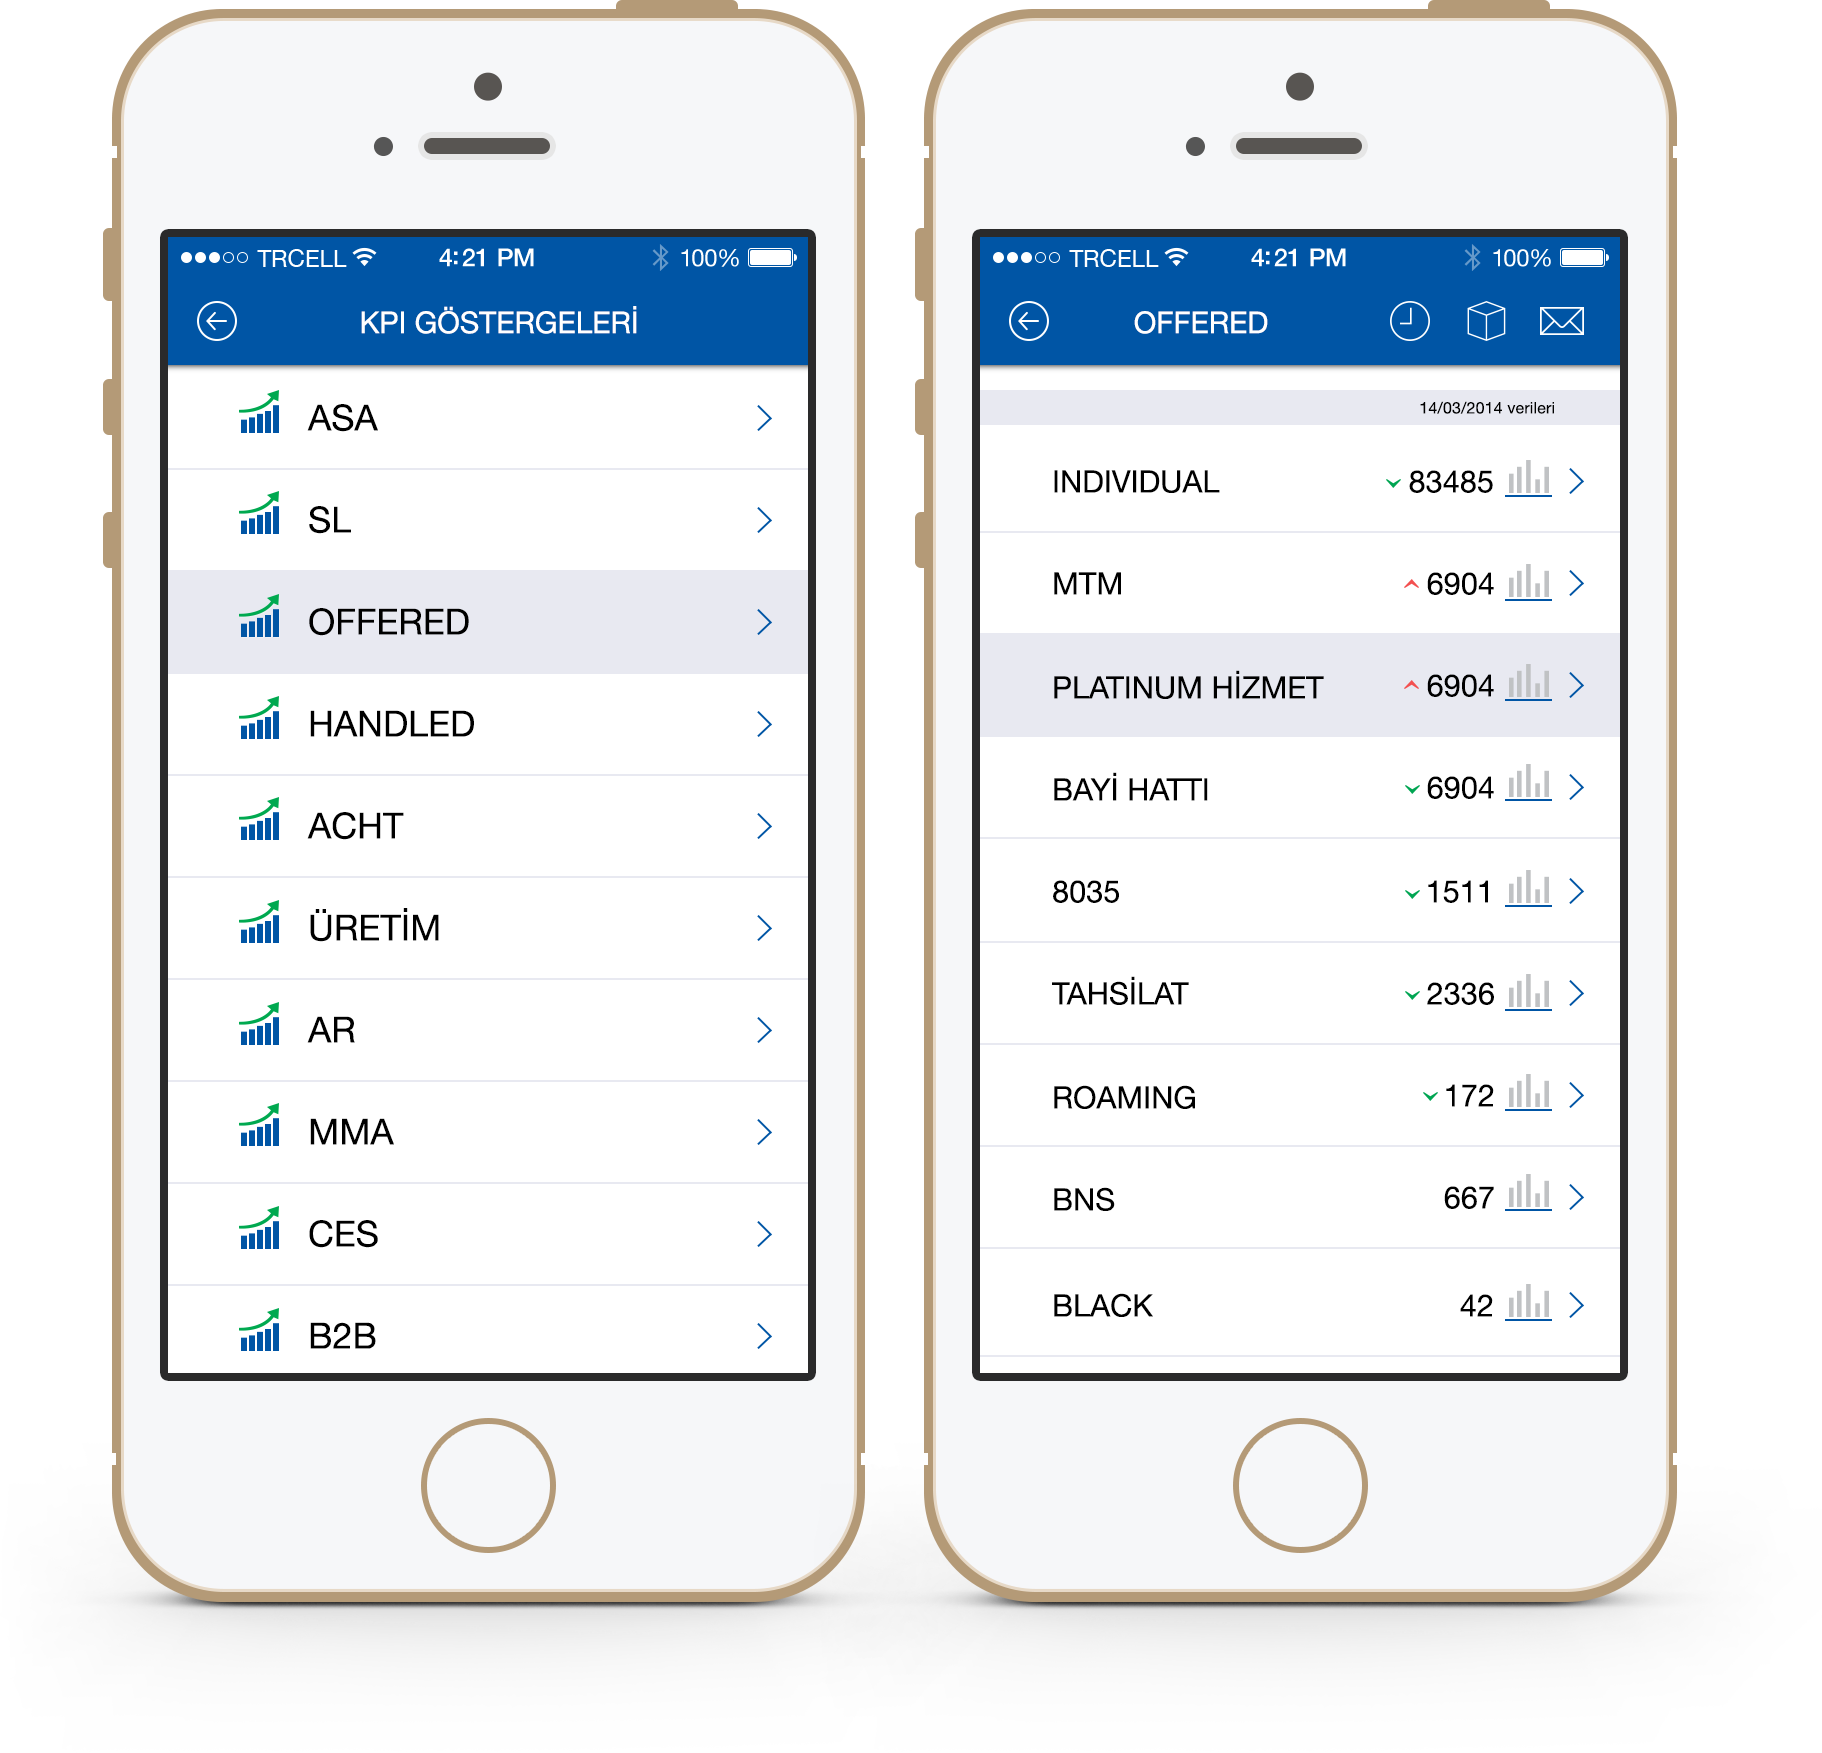 TRCELL 4:21 PM 100%
KPI GÖSTERGELERİ
ASA
SL
OFFERED
HANDLED
ACHT
ÜRETİM
AR
MMA
CES
B2B
TRCELL 4:21 PM 100%
OFFERED
14/03/2014 verileri
INDIVIDUAL 83485
MTM 6904
PLATINUM HİZMET 6904
BAYİ HATTI 6904
8035 1511
TAHSİLAT 2336
ROAMING 172
BNS 667
BLACK 42